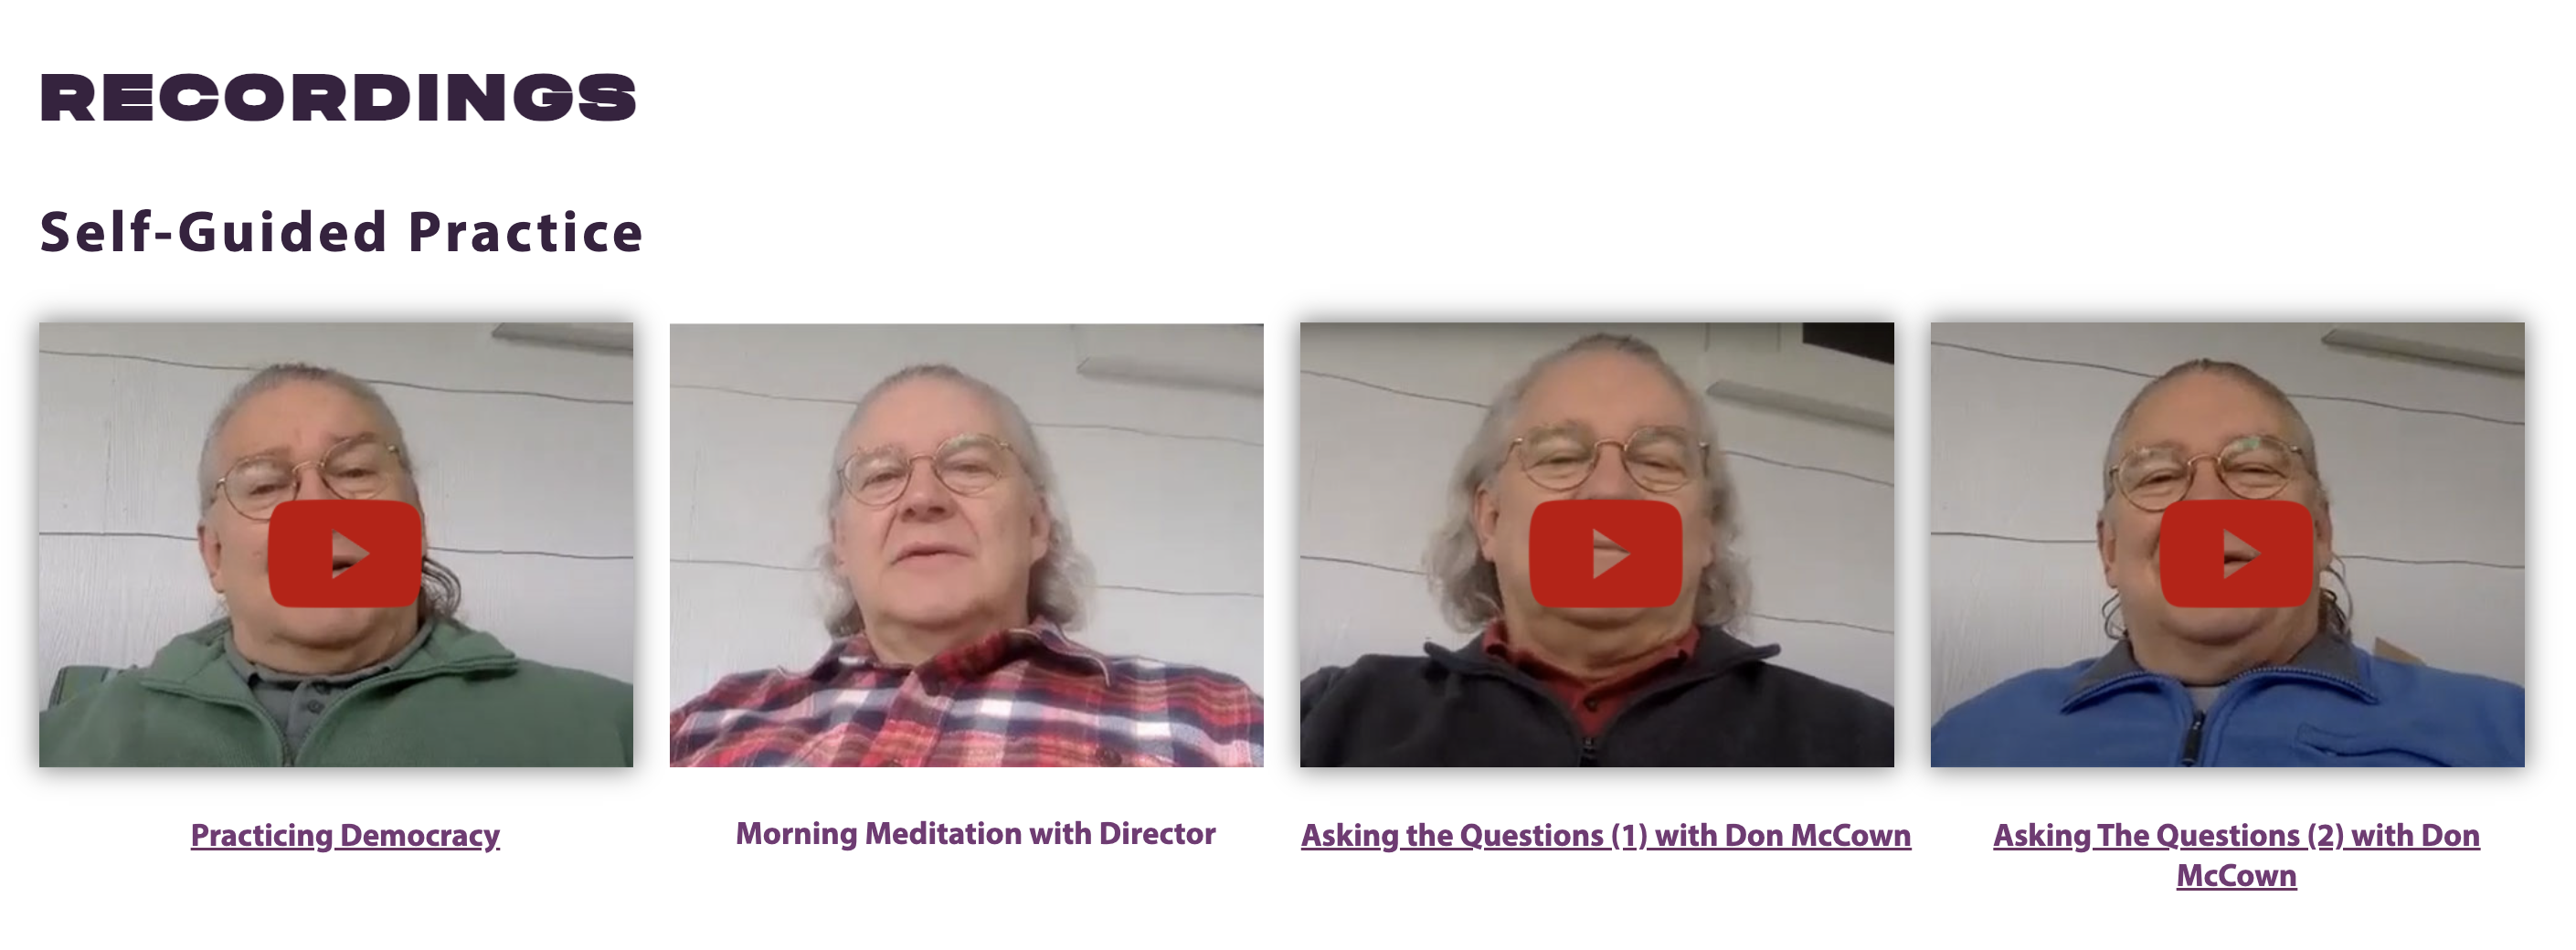 RECORDINGS
Self-Guided Practice
Practicing Democracy
Morning Meditation with Director
Asking the Questions (1) with Don McCown
Asking The Questions (2) with Don
McCown